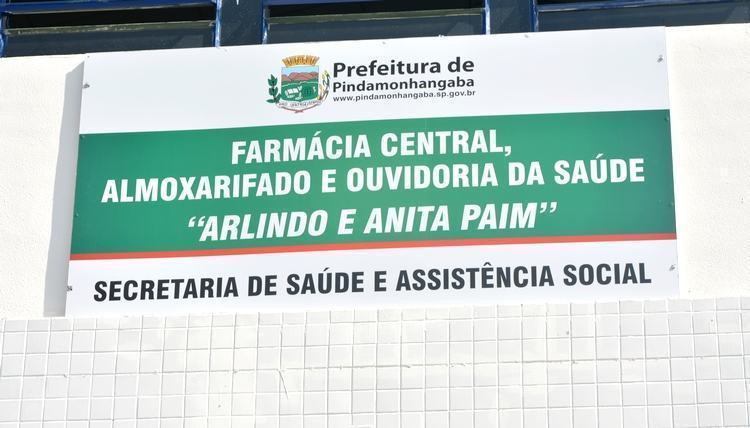 Prefeitura de
Pindamonhangaba
www.pindamonhangaba.sp.gov.br
FARMÁCIA CENTRAL,
ALMOXARIFADO E OUVIDORIA DA SAÚDE
“ARLINDO E ANITA PAIM”
SECRETARIA DE SAÚDE E ASSISTÊNCIA SOCIAL